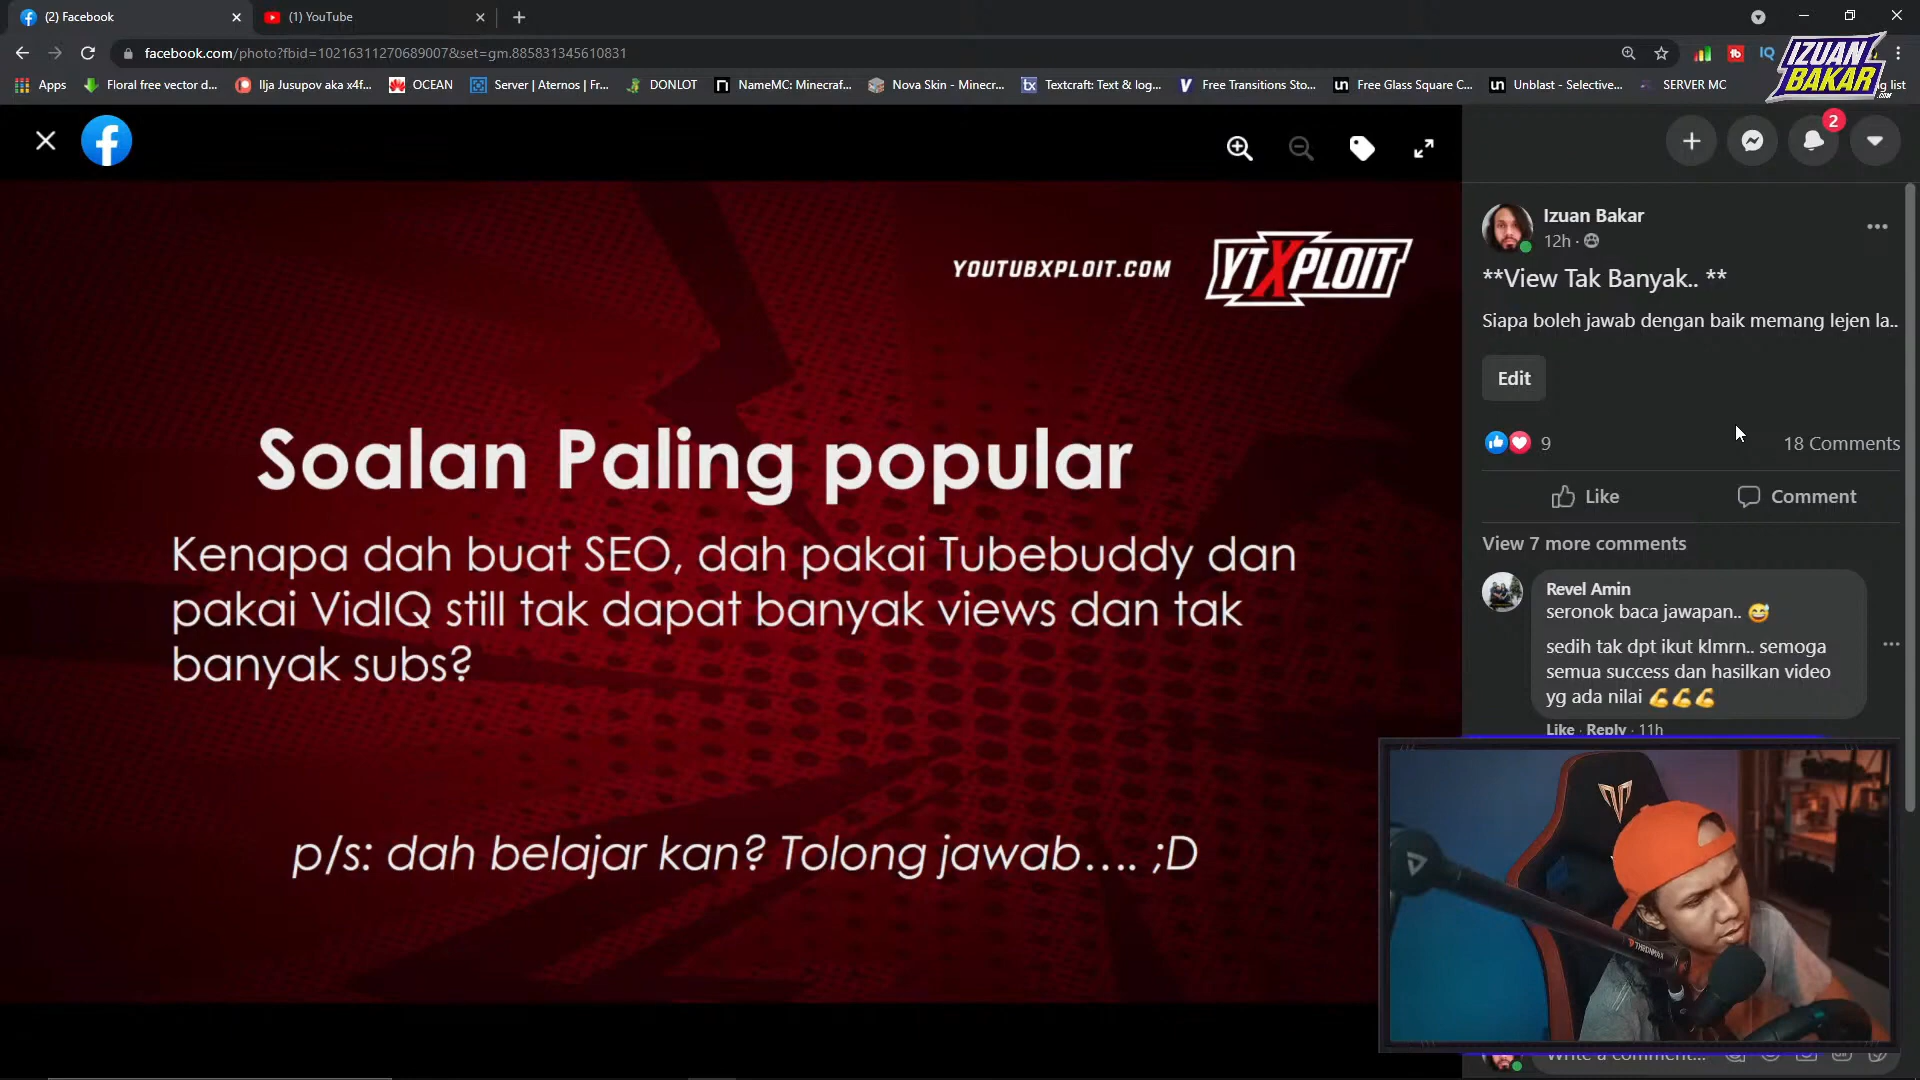 (2) Facebook
(1) YouTube
facebook.com/photo?fbid=10216311270689007&set=gm.885831345610831
IQ
IZUAN
BAKAR
.COM
Apps
Floral free vector d...
Ilja Jusupov aka x4f...
OCEAN
Server | Aternos | Fr...
DONLOT
NameMC: Minecraf...
Nova Skin - Minecr...
Textcraft: Text & log...
Free Transitions Sto...
Free Glass Square C...
Unblast - Selective...
SERVER MC
g list
2
YOUTUBXPLOIT.COM
YTXPLOIT
Soalan Paling popular
Kenapa dah buat SEO, dah pakai Tubebuddy dan
pakai VidIQ still tak dapat banyak views dan tak
banyak subs?
p/s: dah belajar kan? Tolong jawab.... ;D
Izuan Bakar
12h ·
**View Tak Banyak.. **
Siapa boleh jawab dengan baik memang lejen la..
Edit
9
18 Comments
Like
Comment
View 7 more comments
Revel Amin
seronok baca jawapan.. 😅
sedih tak dpt ikut klmrn.. semoga
semua success dan hasilkan video
yg ada nilai 💪💪💪
Like · Reply · 11h
THRONMAX
Write a comment...